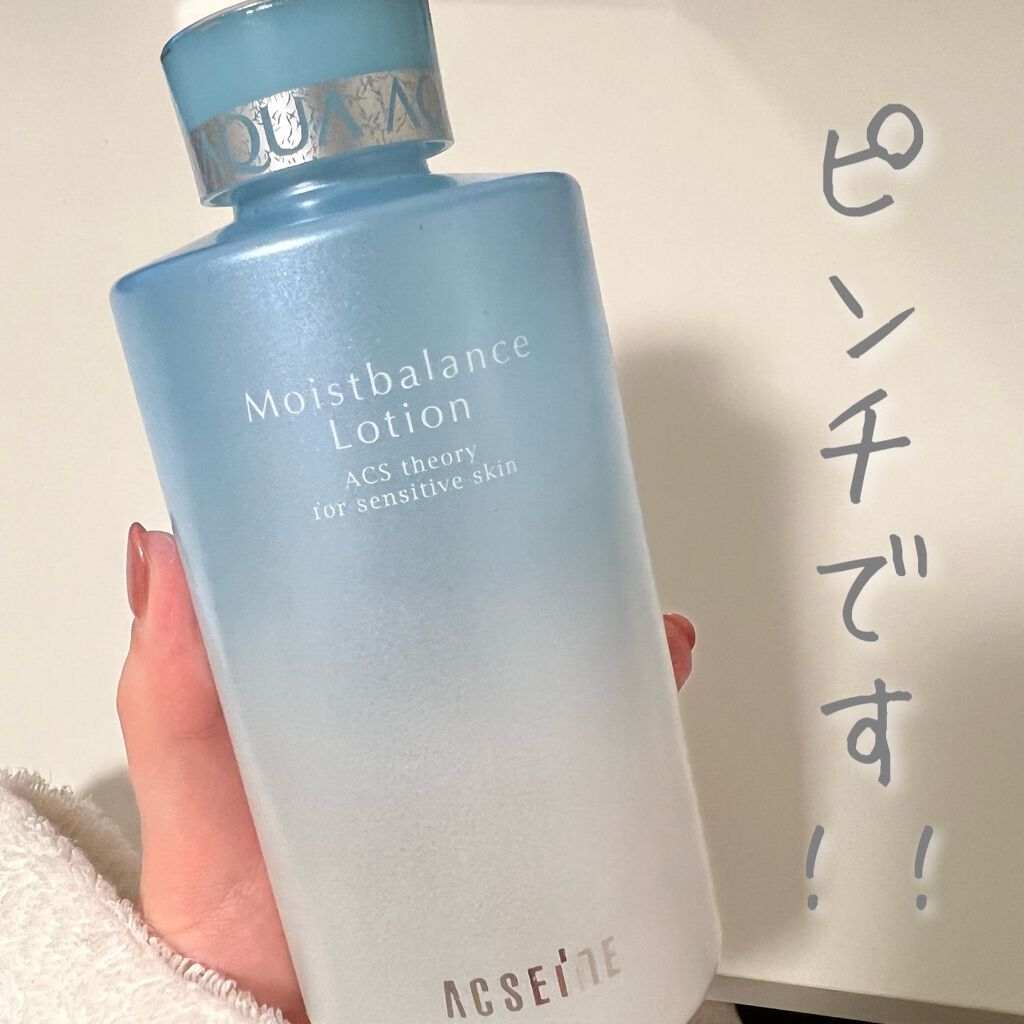 AQUA AC
Moistbalance
Lotion
ACS theory
for sensitive skin
ACSEINE
ピンチです!!